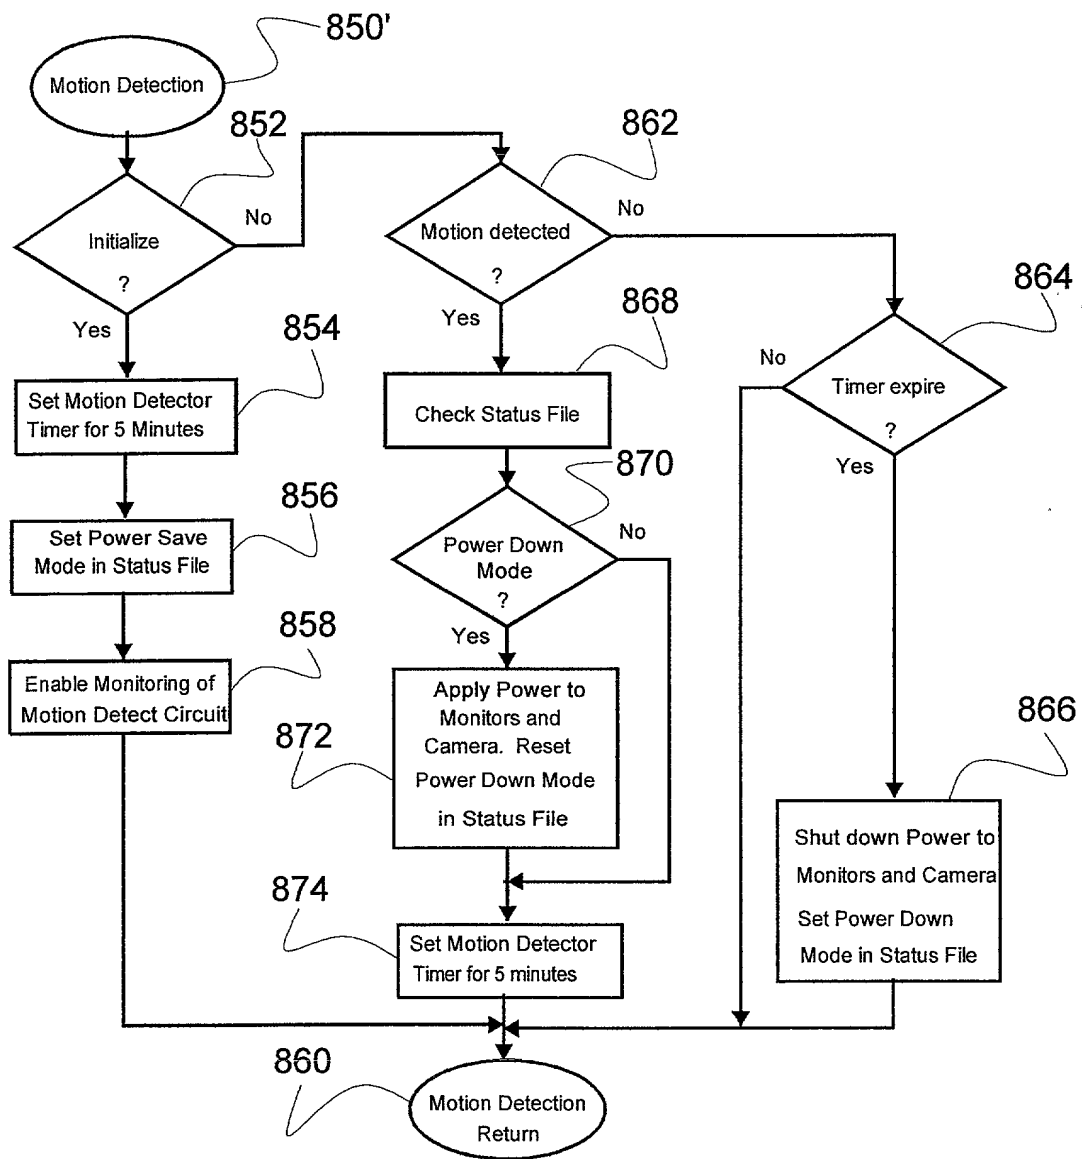 850'
Motion Detection
852
Initialize
?
No
Yes
854
Set Motion Detector
Timer for 5 Minutes
856
Set Power Save
Mode in Status File
858
Enable Monitoring of
Motion Detect Circuit
862
Motion detected
?
No
Yes
868
Check Status File
870
Power Down
Mode
?
No
Yes
872
Apply Power to
Monitors and
Camera. Reset
Power Down Mode
in Status File
874
Set Motion Detector
Timer for 5 minutes
864
Timer expire
?
No
Yes
866
Shut down Power to
Monitors and Camera
Set Power Down
Mode in Status File
860
Motion Detection
Return